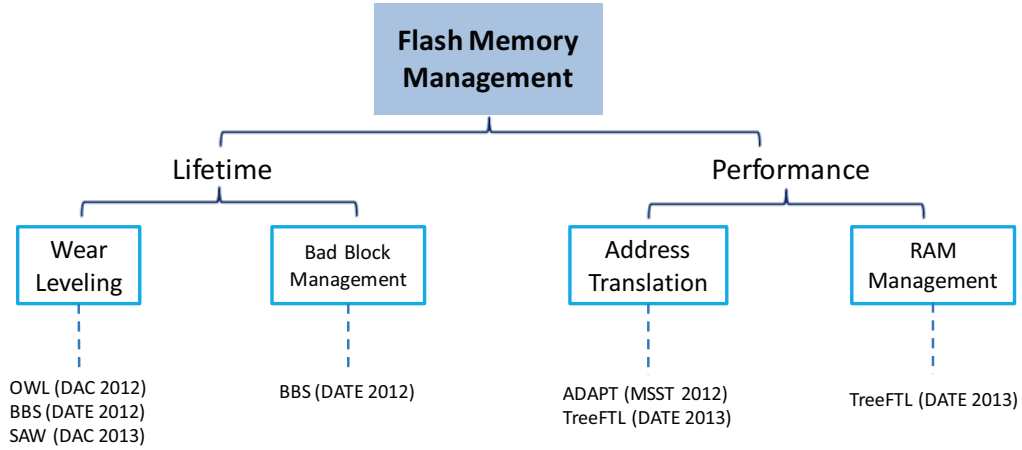 Flash Memory
Management
Lifetime
Performance
Wear
Leveling
Bad Block
Management
Address
Translation
RAM
Management
OWL (DAC 2012)
BBS (DATE 2012)
SAW (DAC 2013)
BBS (DATE 2012)
ADAPT (MSST 2012)
TreeFTL (DATE 2013)
TreeFTL (DATE 2013)